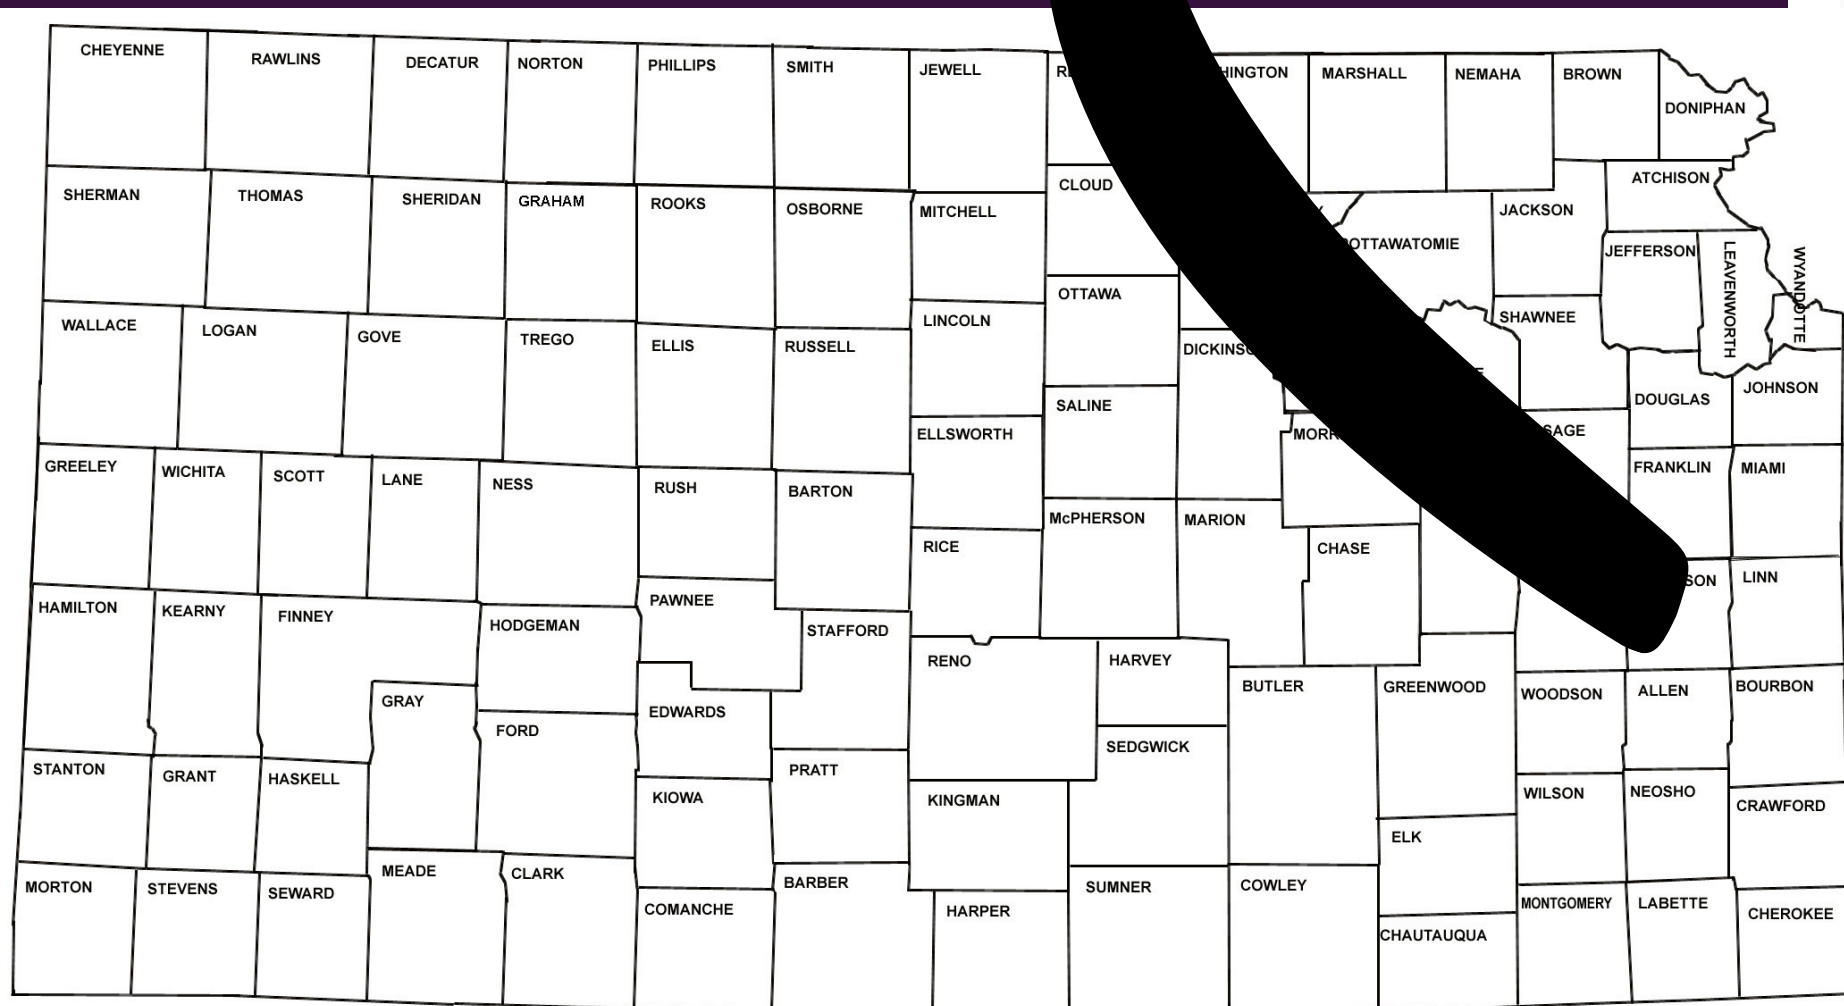 CHEYENNE
RAWLINS
DECATUR
NORTON
PHILLIPS
SMITH
JEWELL
MARSHALL
NEMAHA
BROWN
DONIPHAN
SHERMAN
THOMAS
SHERIDAN
GRAHAM
ROOKS
OSBORNE
MITCHELL
CLOUD
JACKSON
ATCHISON
WALLACE
LOGAN
GOVE
TREGO
ELLIS
RUSSELL
LINCOLN
OTTAWA
SHAWNEE
JEFFERSON
LEAVENWORTH
WYANDOTTE
ELLSWORTH
SALINE
DOUGLAS
JOHNSON
GREELEY
WICHITA
SCOTT
LANE
NESS
RUSH
BARTON
RICE
McPHERSON
MARION
CHASE
FRANKLIN
MIAMI
HAMILTON
KEARNY
FINNEY
HODGEMAN
PAWNEE
STAFFORD
RENO
HARVEY
BUTLER
GREENWOOD
WOODSON
ALLEN
LINN
BOURBON
GRAY
FORD
EDWARDS
SEDGWICK
STANTON
GRANT
HASKELL
KIOWA
PRATT
KINGMAN
ELK
WILSON
NEOSHO
CRAWFORD
MORTON
STEVENS
SEWARD
MEADE
CLARK
COMANCHE
BARBER
HARPER
SUMNER
COWLEY
CHAUTAUQUA
MONTGOMERY
LABETTE
CHEROKEE